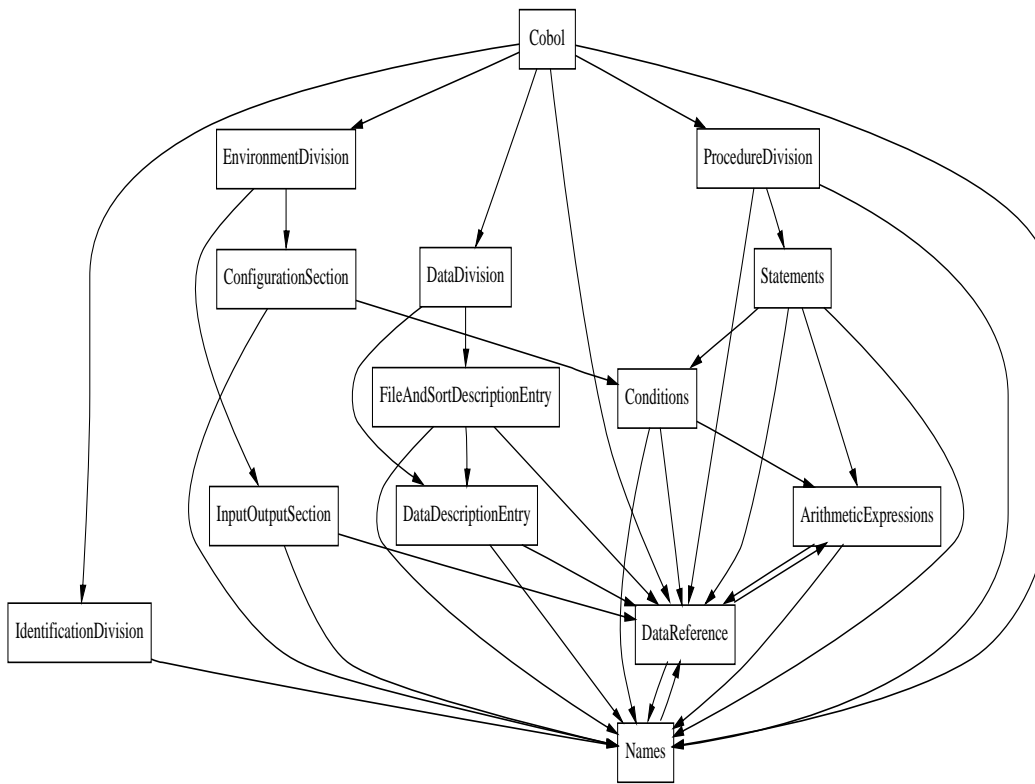 Cobol
EnvironmentDivision
ProcedureDivision
ConfigurationSection
DataDivision
Statements
FileAndSortDescriptionEntry
Conditions
InputOutputSection
DataDescriptionEntry
ArithmeticExpressions
IdentificationDivision
DataReference
Names